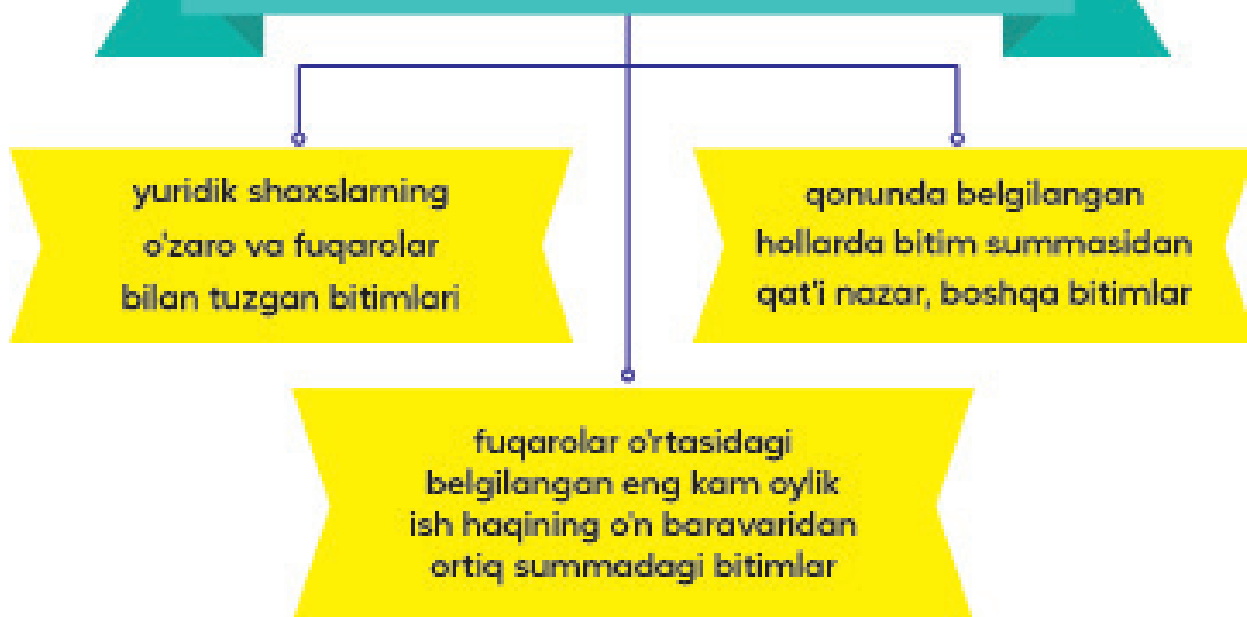 yuridik shaxslarning
o'zaro va fuqarolar
bilan tuzgan bitimlari
qonunda belgilangan
hollarda bitim summasidan
qat'i nazar, boshqa bitimlar
fuqarolar o'rtasidagi
belgilangan eng kam oylik
ish haqining o'n baravaridan
ortiq summadagi bitimlar